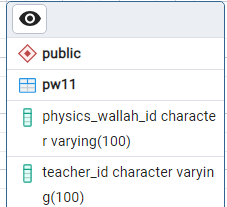 public
pw11
physics_wallah_id characte
r varying(100)
teacher_id character varyin
g(100)